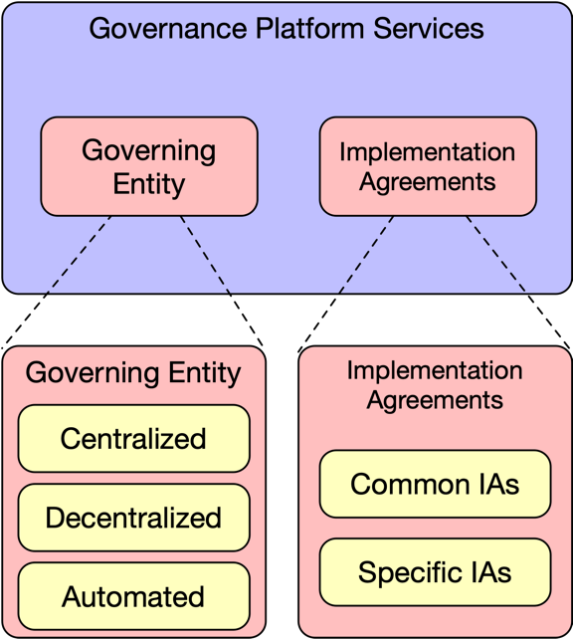 Governance Platform Services
Governing
Entity
Implementation
Agreements
Governing Entity
Centralized
Decentralized
Automated
Implementation
Agreements
Common IAs
Specific IAs